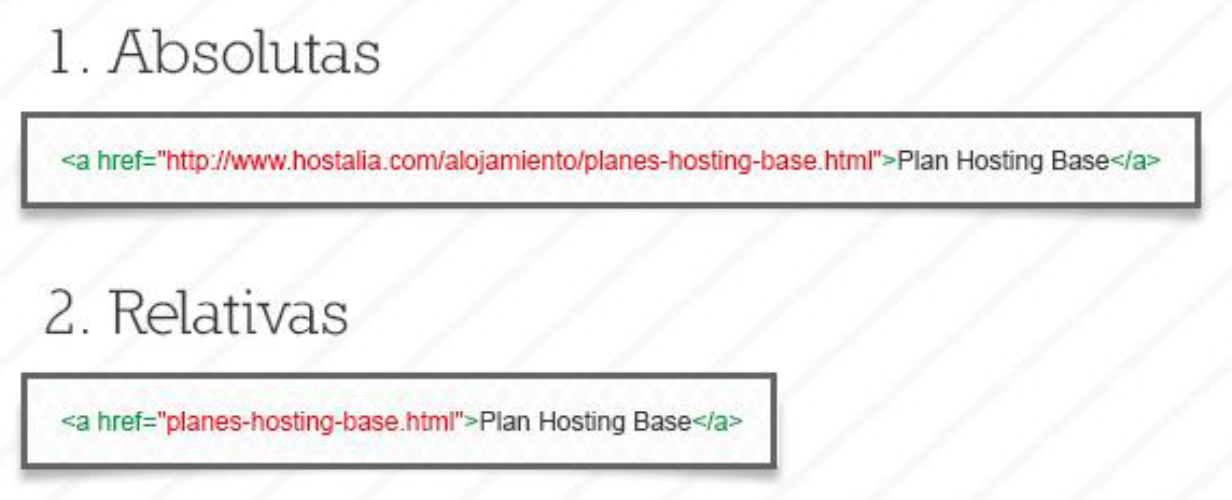 1. Absolutas
<a href="http://www.hostalia.com/alojamiento/planes-hosting-base.html">Plan Hosting Base</a>
2. Relativas
<a href="planes-hosting-base.html">Plan Hosting Base</a>